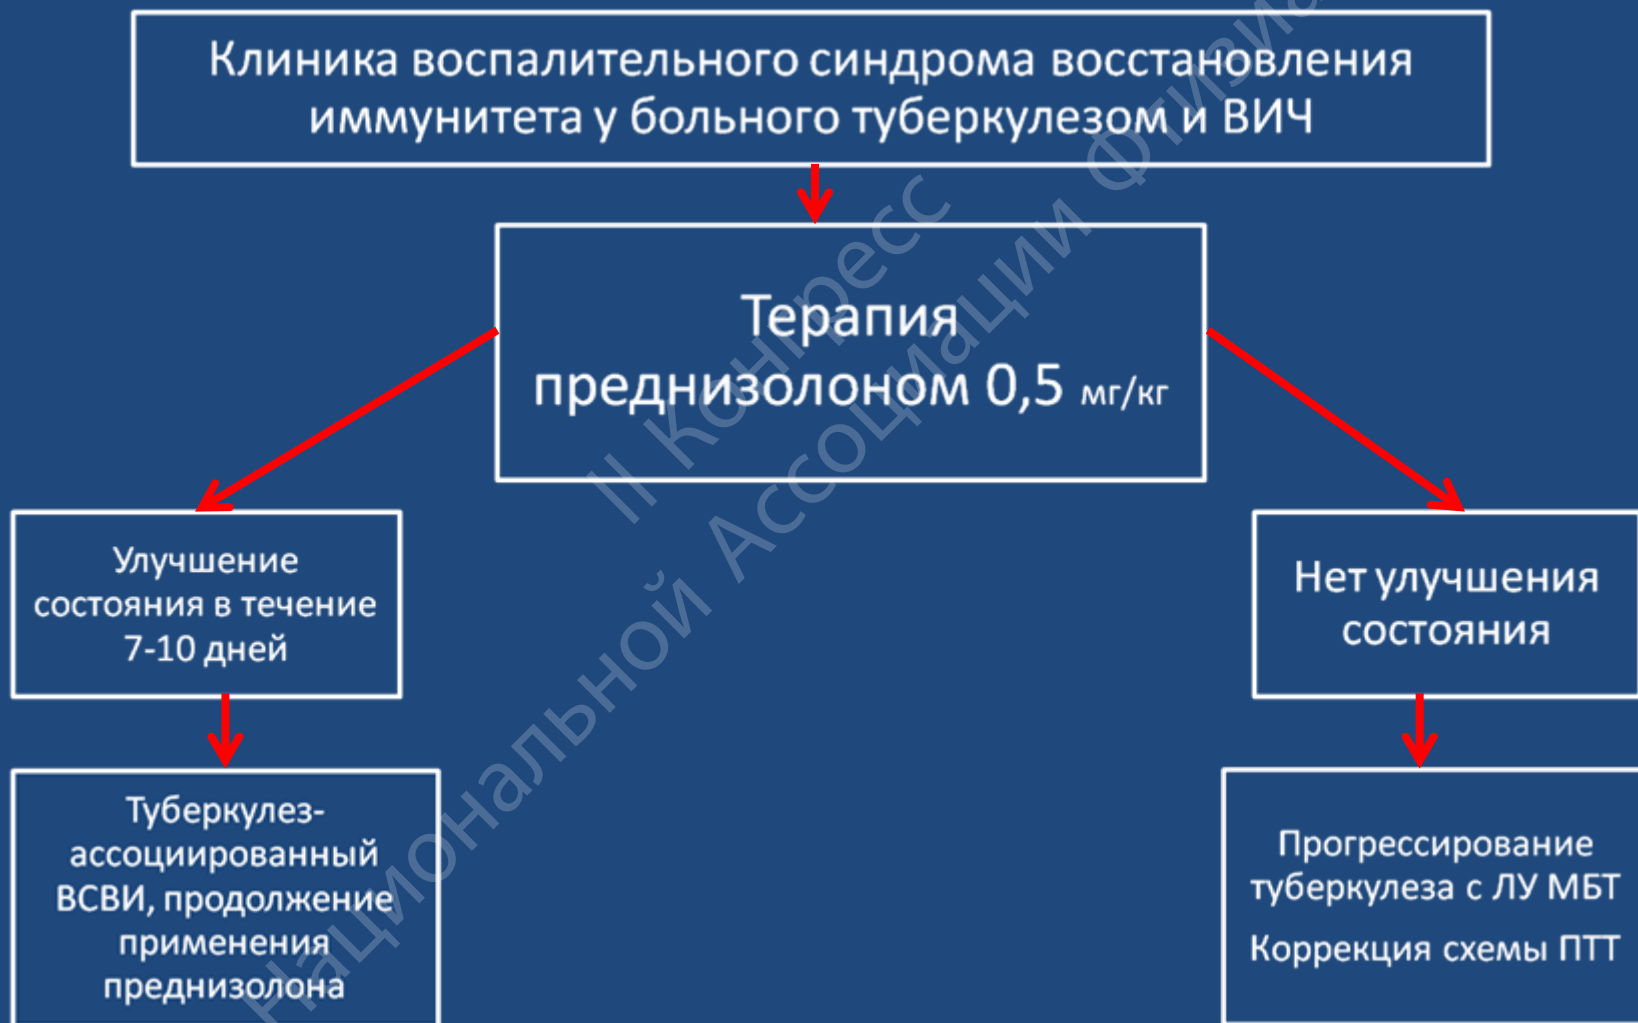 Клиника воспалительного синдрома восстановления
иммунитета у больного туберкулезом и ВИЧ
Терапия
преднизолоном 0,5 мг/кг
Улучшение
состояния в течение
7-10 дней
Нет улучшения
состояния
Туберкулез-
ассоциированный
ВСВИ, продолжение
применения
преднизолона
Прогрессирование
туберкулеза с ЛУ МБТ
Коррекция схемы ПТТ
II Конгресс
Национальной Ассоциации